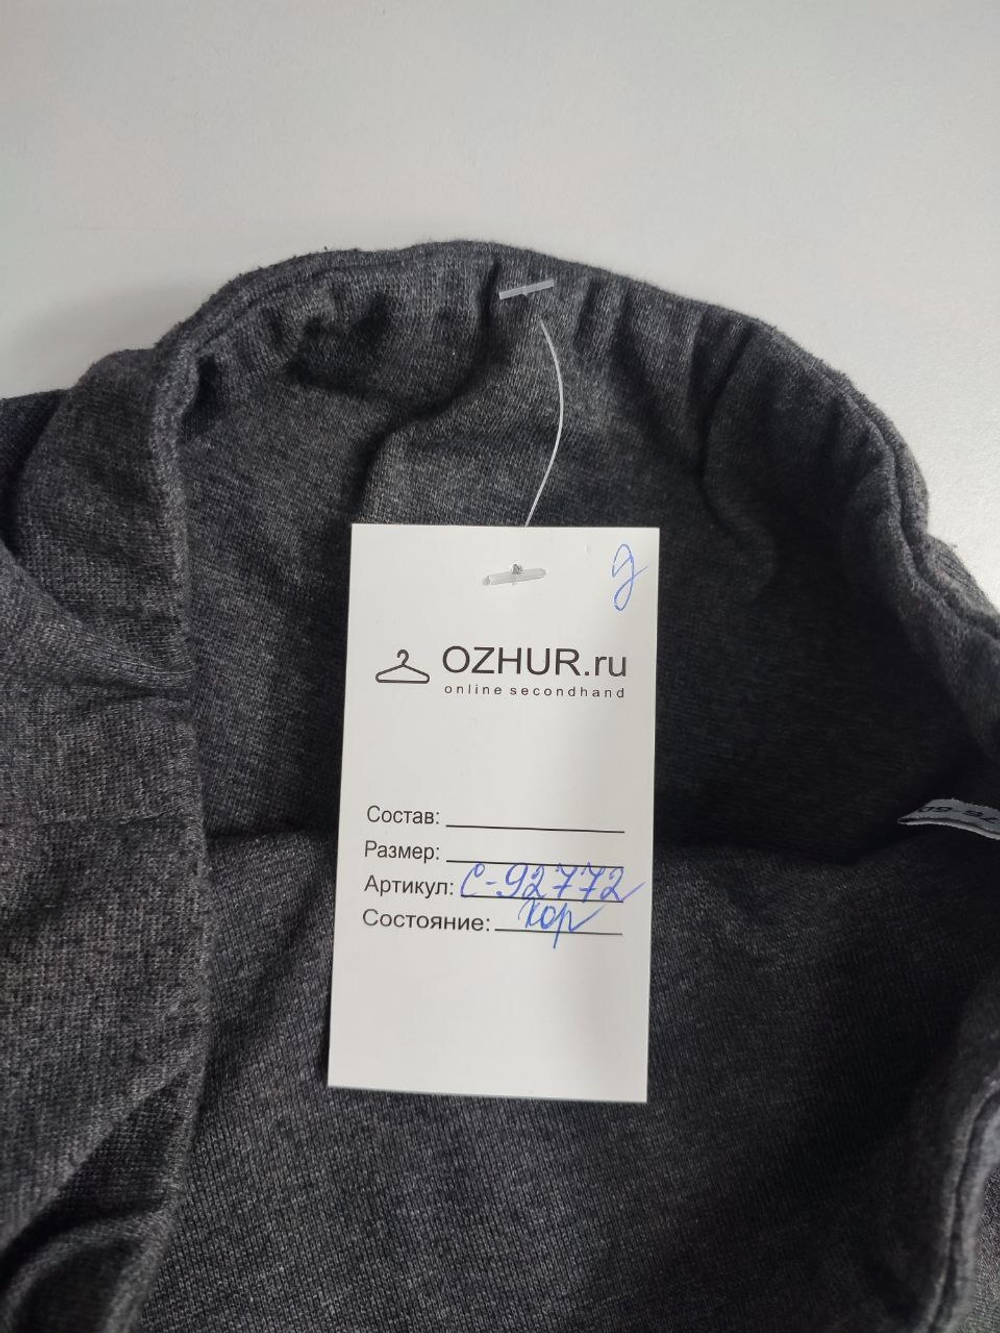 g
OZHUR.ru
online secondhand
Состав:
Размер:
Артикул: С-92772
Состояние: хор